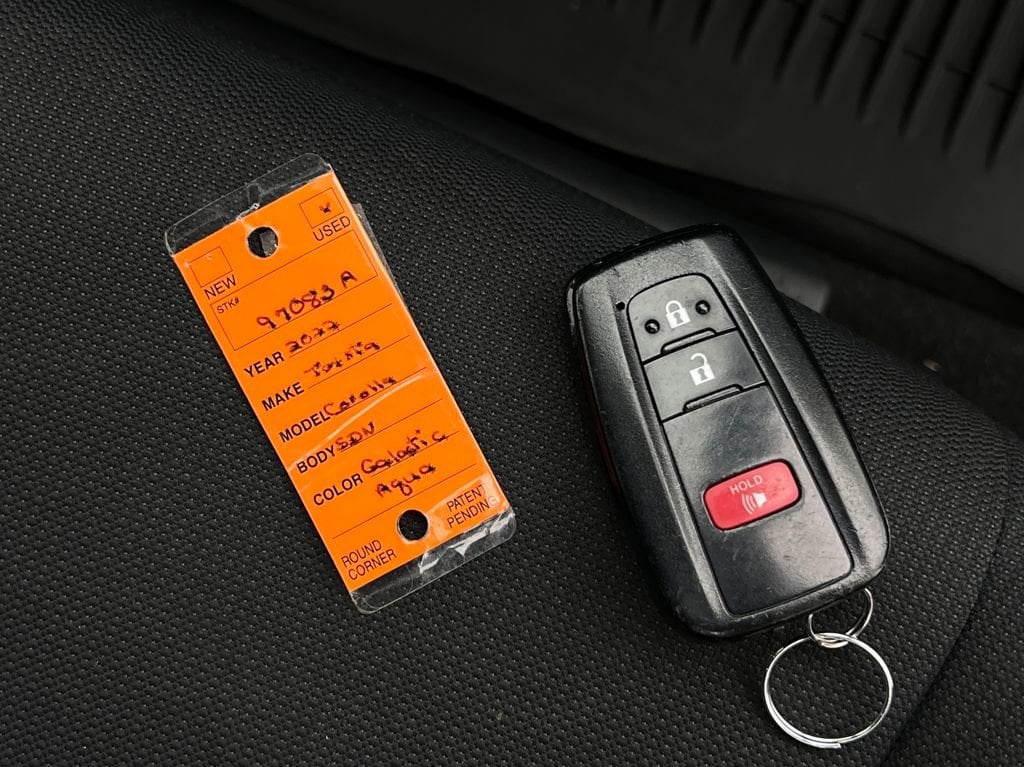 NEW
USED
STK#
97083 A
YEAR 2022
MAKE Toyota
MODEL Corolla
BODY SDN
COLOR Galactic
Aqua
ROUND CORNER
PATENT PENDING
HOLD